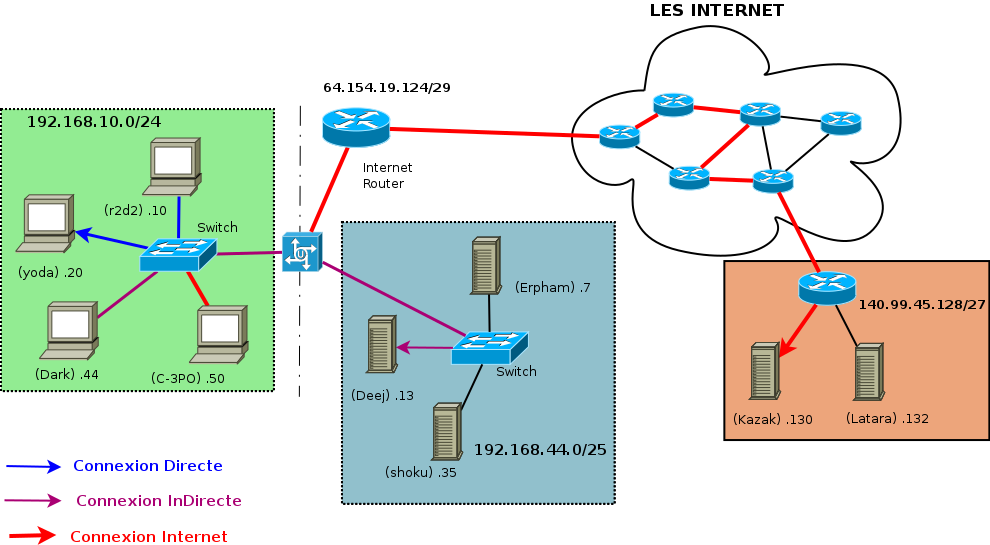 LES INTERNET
64.154.19.124/29
192.168.10.0/24
Internet
Router
(r2d2) .10
Switch
(yoda) .20
(Erpham) .7
140.99.45.128/27
(Dark) .44
(C-3PO) .50
Switch
(Deej) .13
(Kazak) .130
(Latara) .132
192.168.44.0/25
(shoku) .35
Connexion Directe
Connexion InDirecte
Connexion Internet